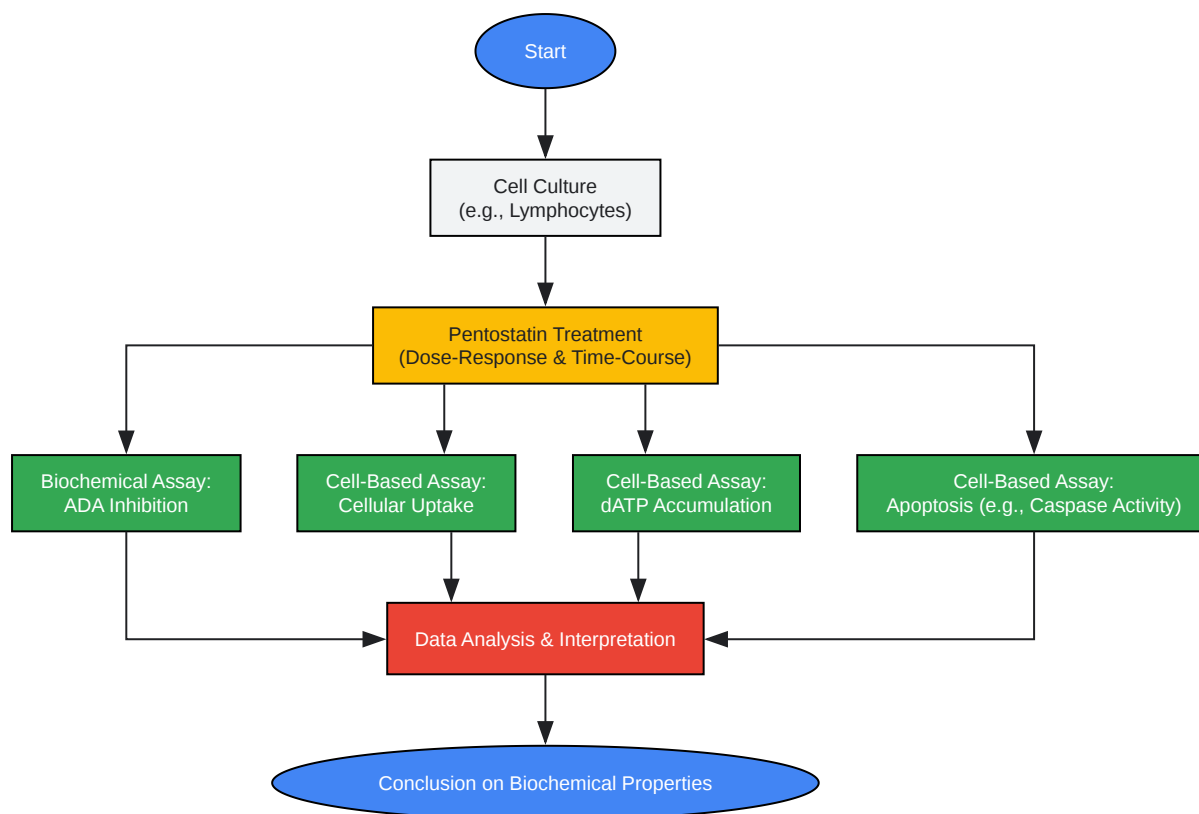 Start
Cell Culture
(e.g., Lymphocytes)
Pentostatin Treatment
(Dose-Response & Time-Course)
Biochemical Assay:
ADA Inhibition
Cell-Based Assay:
Cellular Uptake
Cell-Based Assay:
dATP Accumulation
Cell-Based Assay:
Apoptosis (e.g., Caspase Activity)
Data Analysis & Interpretation
Conclusion on Biochemical Properties